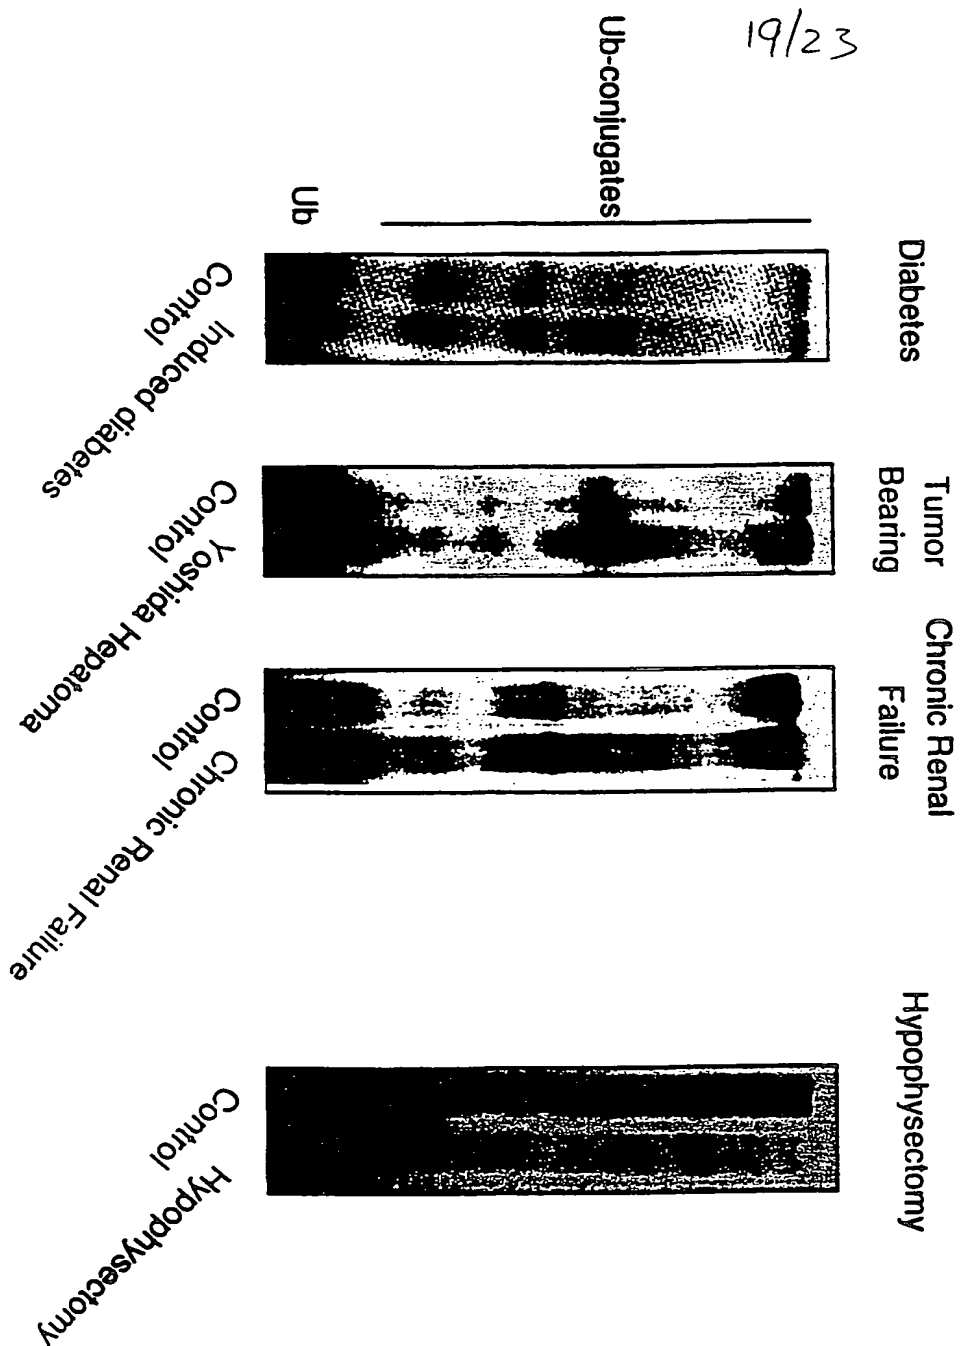 19/23
Diabetes
Tumor
Bearing
Chronic Renal
Failure
Hypophysectomy
Ub-conjugates
Ub
Control
Induced diabetes
Control
Yoshida Hepatoma
Control
Chronic Renal Failure
Control
Hypophysectomy